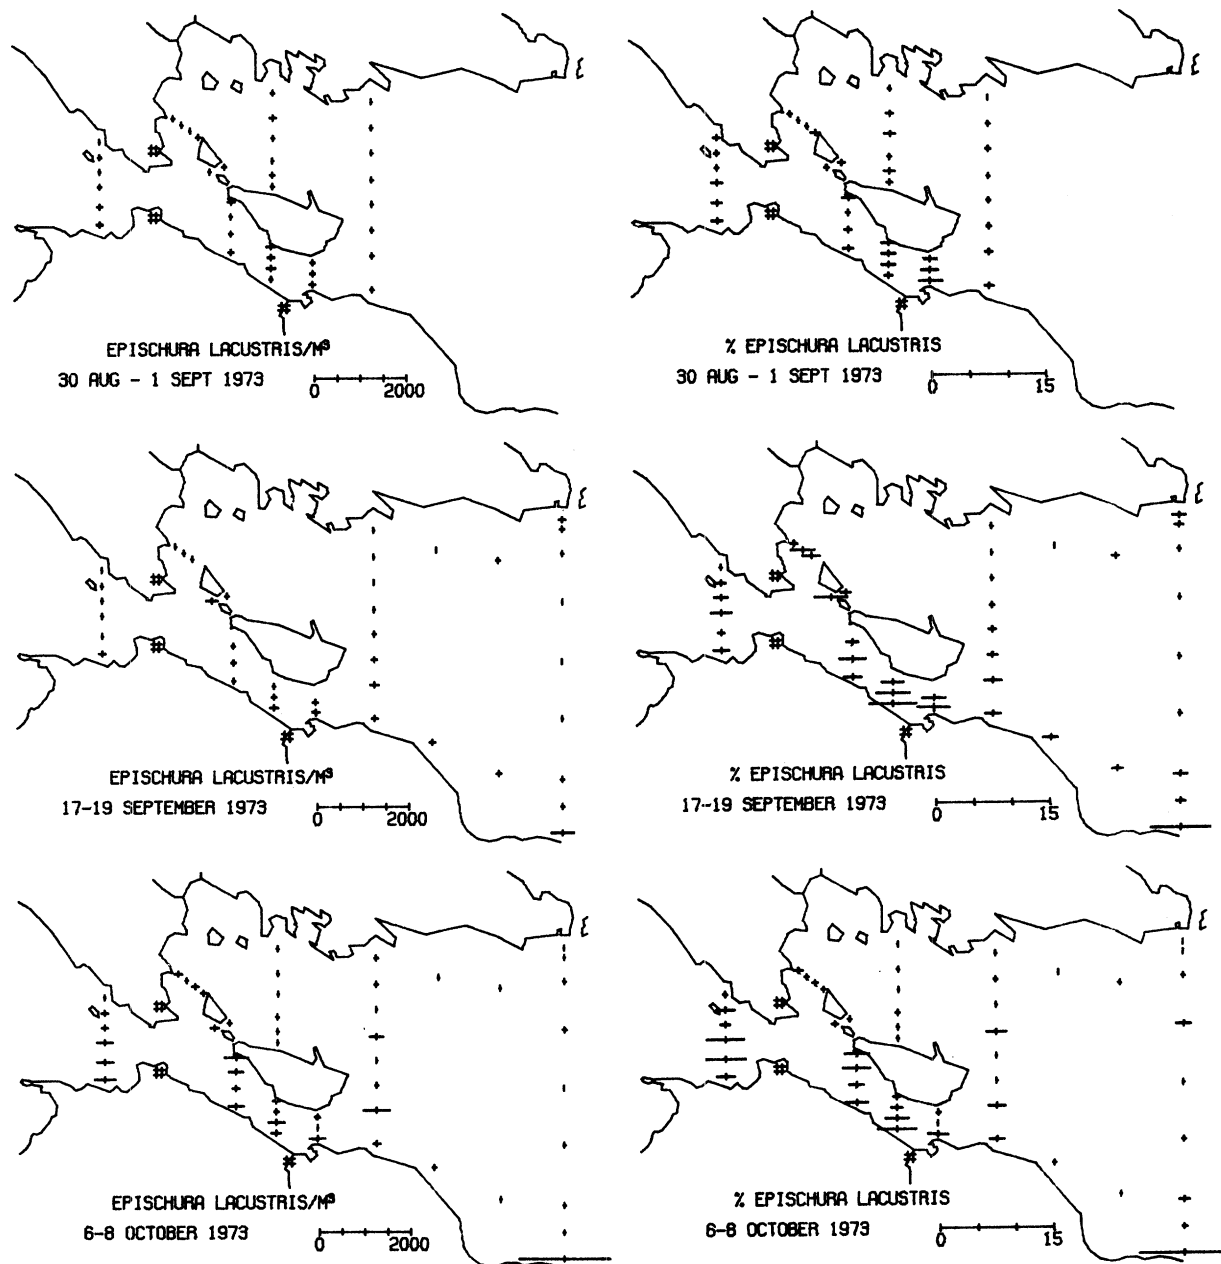 EPISCHURA LACUSTRIS/M³
30 AUG - 1 SEPT 1973
0 2000
% EPISCHURA LACUSTRIS
30 AUG - 1 SEPT 1973
0 15
EPISCHURA LACUSTRIS/M³
17-19 SEPTEMBER 1973
0 2000
% EPISCHURA LACUSTRIS
17-19 SEPTEMBER 1973
0 15
EPISCHURA LACUSTRIS/M³
6-8 OCTOBER 1973
0 2000
% EPISCHURA LACUSTRIS
6-8 OCTOBER 1973
0 15